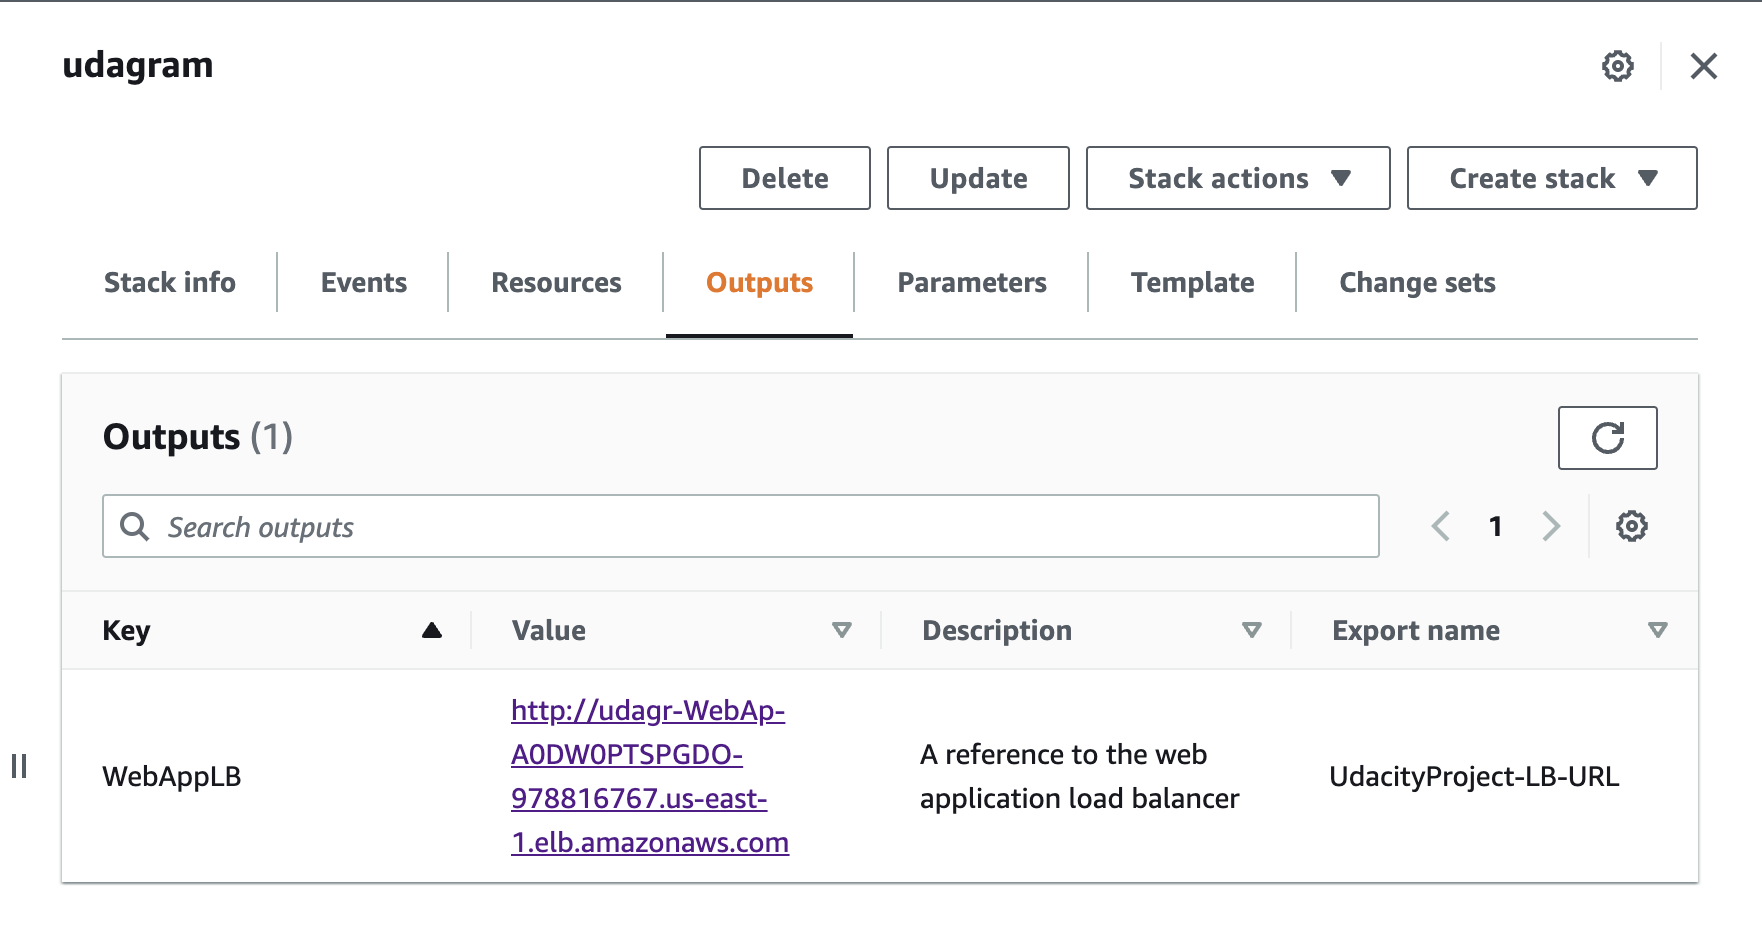 udagram
Delete
Update
Stack actions
Create stack
Stack info
Events
Resources
Outputs
Parameters
Template
Change sets
Outputs (1)
Search outputs
1
Key
Value
Description
Export name
WebAppLB
http://udagr-WebAp-
A0DW0PTSPGDO-
978816767.us-east-
1.elb.amazonaws.com
A reference to the web
application load balancer
UdacityProject-LB-URL